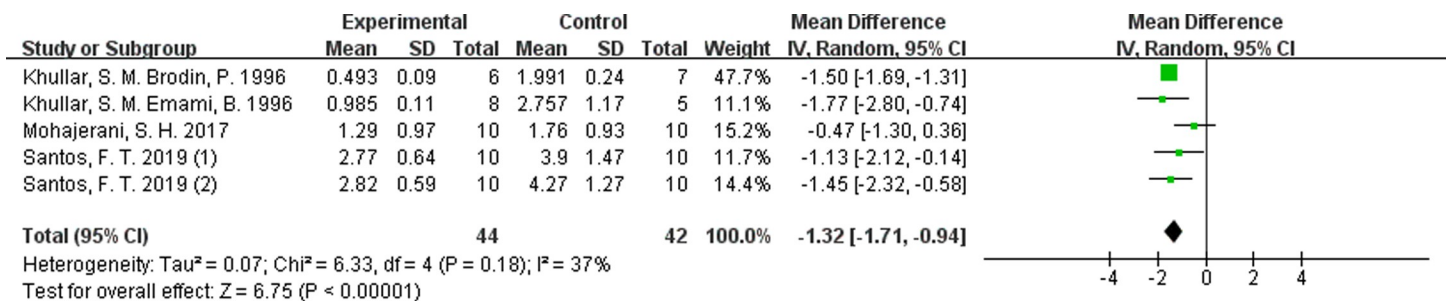 Experimental Control Mean Difference Mean Difference
Study or Subgroup Mean SD Total Mean SD Total Weight IV, Random, 95% CI IV, Random, 95% CI
Khullar, S. M. Brodin, P. 1996 0.493 0.09 6 1.991 0.24 7 47.7% -1.50 [-1.69, -1.31]
Khullar, S. M. Emami, B. 1996 0.985 0.11 8 2.757 1.17 5 11.1% -1.77 [-2.80, -0.74]
Mohajerani, S. H. 2017 1.29 0.97 10 1.76 0.93 10 15.2% -0.47 [-1.30, 0.36]
Santos, F. T. 2019 (1) 2.77 0.64 10 3.9 1.47 10 11.7% -1.13 [-2.12, -0.14]
Santos, F. T. 2019 (2) 2.82 0.59 10 4.27 1.27 10 14.4% -1.45 [-2.32, -0.58]
Total (95% CI) 44 42 100.0% -1.32 [-1.71, -0.94]
Heterogeneity: Tau² = 0.07; Chi² = 6.33, df = 4 (P = 0.18); I² = 37%
Test for overall effect: Z = 6.75 (P < 0.00001)
-4 -2 0 2 4